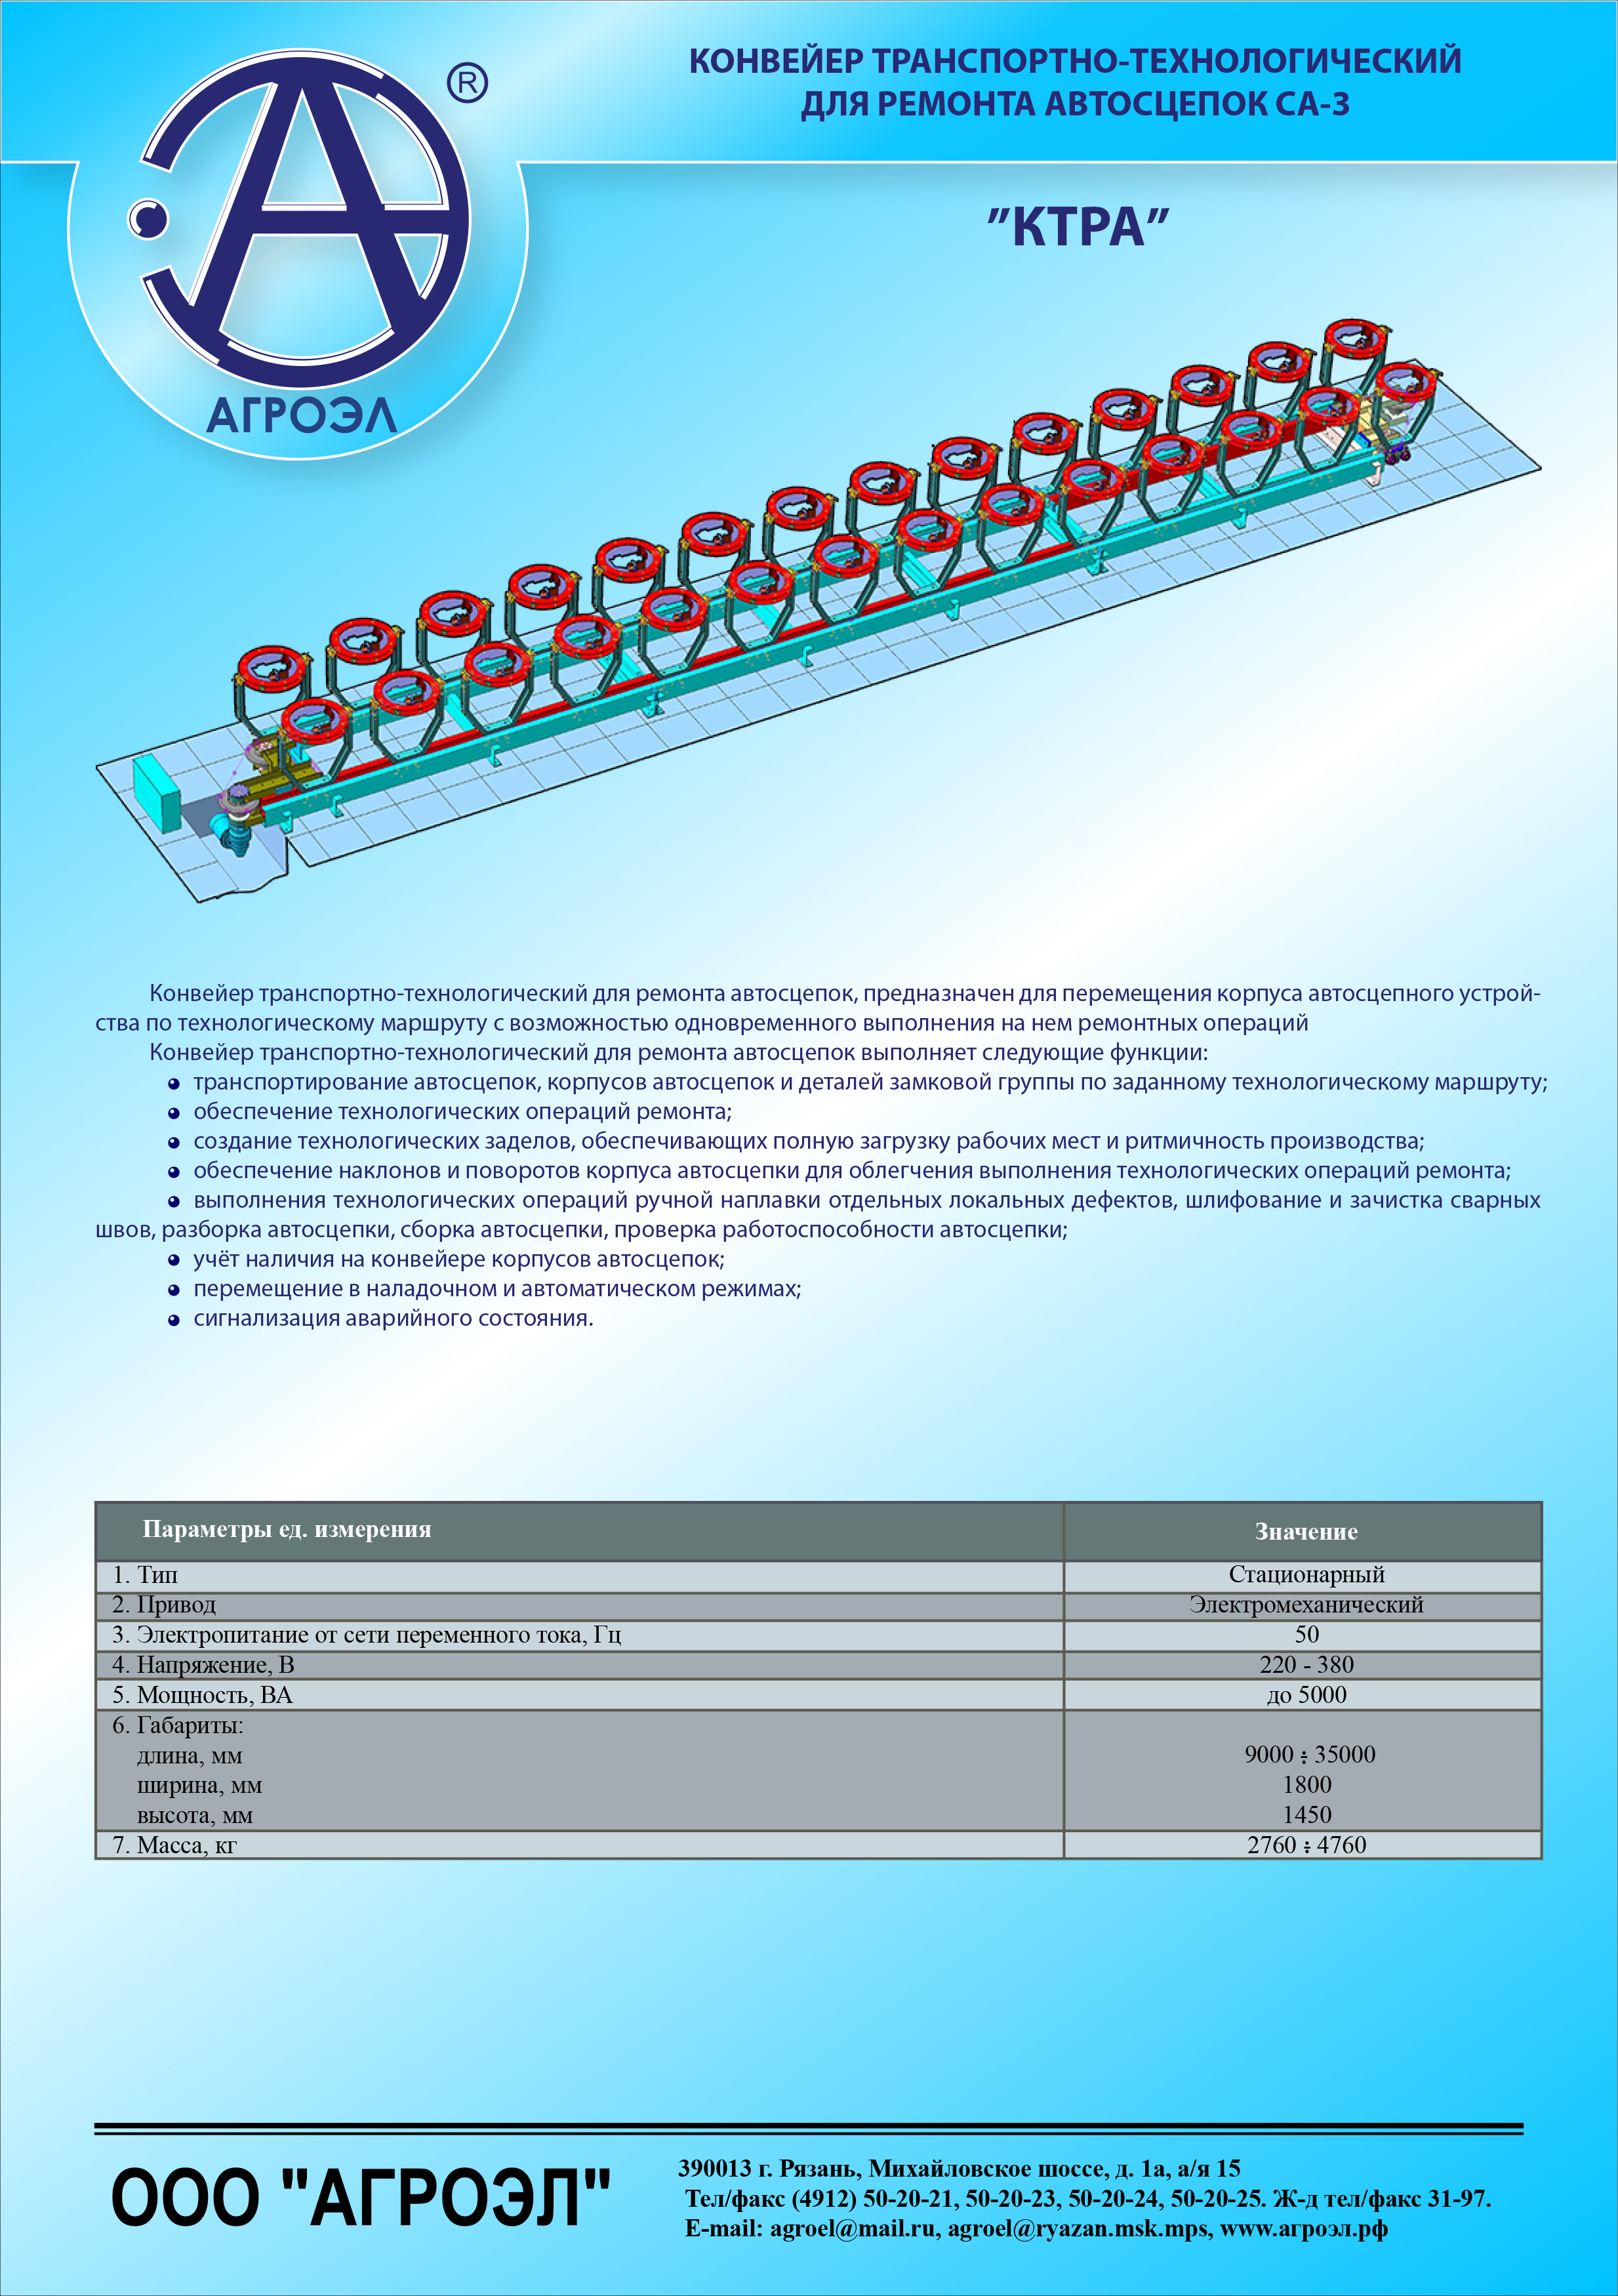 ®
КОНВЕЙЕР ТРАНСПОРТНО-ТЕХНОЛОГИЧЕСКИЙ
ДЛЯ РЕМОНТА АВТОСЦЕПОК СА-3
АГРОЭЛ
”КТРА”
Конвейер транспортно-технологический для ремонта автосцепок, предназначен для перемещения корпуса автосцепного устрой-
ства по технологическому маршруту с возможностью одновременного выполнения на нем ремонтных операций
Конвейер транспортно-технологический для ремонта автосцепок выполняет следующие функции:
транспортирование автосцепок, корпусов автосцепок и деталей замковой группы по заданному технологическому маршруту;
обеспечение технологических операций ремонта;
создание технологических заделов, обеспечивающих полную загрузку рабочих мест и ритмичность производства;
обеспечение наклонов и поворотов корпуса автосцепки для облегчения выполнения технологических операций ремонта;
выполнения технологических операций ручной наплавки отдельных локальных дефектов, шлифование и зачистка сварных
швов, разборка автосцепки, сборка автосцепки, проверка работоспособности автосцепки;
учёт наличия на конвейере корпусов автосцепок;
перемещение в наладочном и автоматическом режимах;
сигнализация аварийного состояния.
Параметры ед. измерения Значение
1. Тип Стационарный
2. Привод Электромеханический
3. Электропитание от сети переменного тока, Гц 50
4. Напряжение, В 220 - 380
5. Мощность, ВА до 5000
6. Габариты:
длина, мм 9000 ÷ 35000
ширина, мм 1800
высота, мм 1450
7. Масса, кг 2760 ÷ 4760
ООО "АГРОЭЛ"
390013 г. Рязань, Михайловское шоссе, д. 1а, а/я 15
Тел/факс (4912) 50-20-21, 50-20-23, 50-20-24, 50-20-25. Ж-д тел/факс 31-97.
E-mail: agroel@mail.ru, agroel@ryazan.msk.mps, www.агроэл.рф